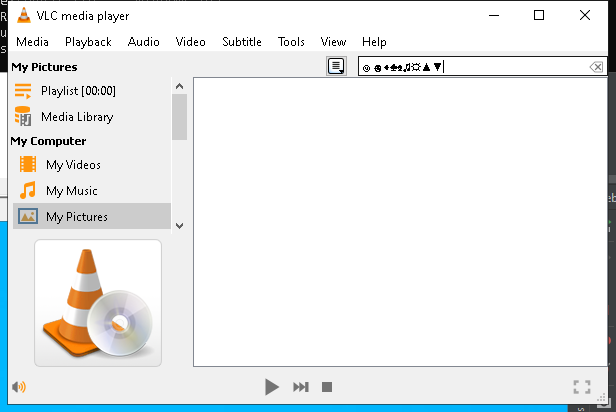 VLC media player
Media Playback Audio Video Subtitle Tools View Help
My Pictures
◎ ☻♦♣♠♫☼▲▼
Playlist [00:00]
Media Library
My Computer
My Videos
My Music
My Pictures